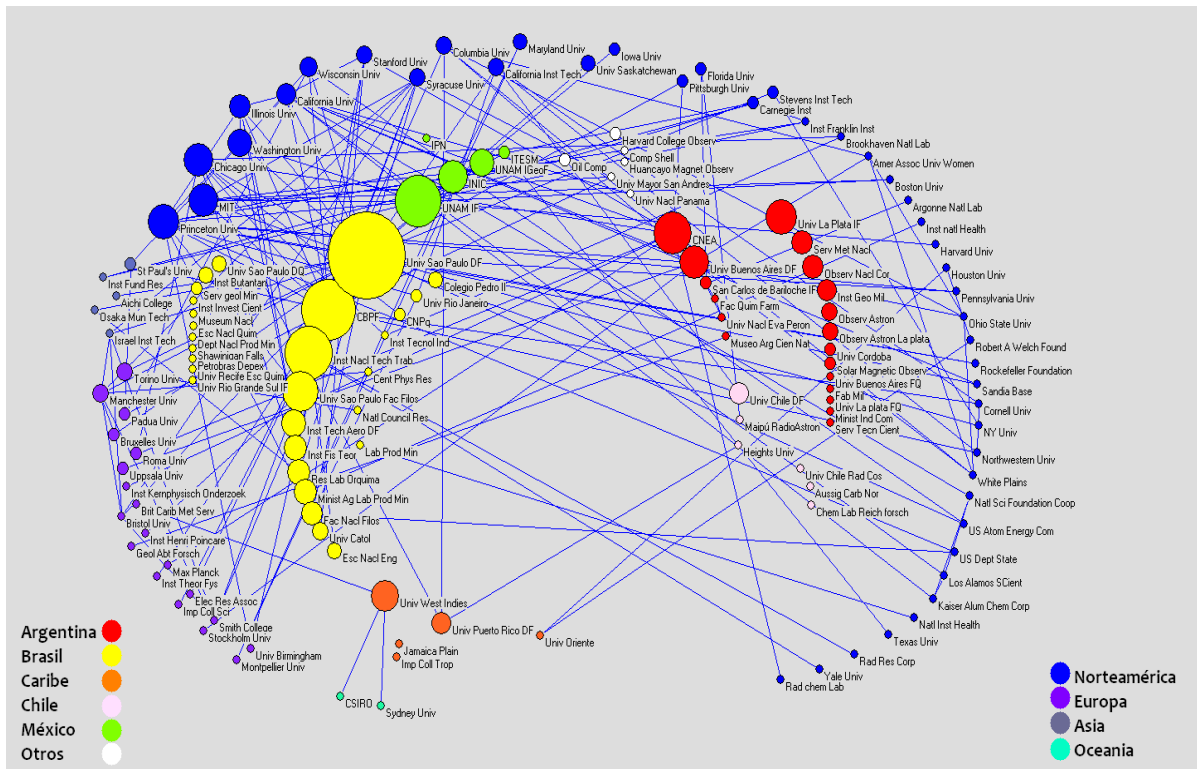 Columbia Univ
Maryland Univ
Iowa Univ
Stanford Univ
Wisconsin Univ
California Inst Tech
Univ Saskatchewan
Syracuse Univ
Florida Univ
Pittsburgh Univ
California Univ
Stevens Inst Tech
Carnegie Inst
Illinois Univ
Inst Franklin Inst
IPN
Harvard College Observ
Brookhaven Natl Lab
Washington Univ
ITESM
Comp Shell
Amer Assoc Univ Women
Chicago Univ
UNAM IGeoF
Oil Comp
Huancayo Magnet Observ
INIC
Univ Mayor San Andres
Boston Univ
MIT
UNAM IF
Univ Nacl Panama
Argonne Natl Lab
Princeton Univ
Univ La Plata IF
Inst natl Health
CNEA
Serv Met Nacl
Harvard Univ
Univ Sao Paulo DF
St Paul's Univ
Univ Sao Paulo DQ
Univ Buenos Aires DF
Observ Nacl Cor
Houston Univ
Inst Fund Res
Inst Butantan
Colegio Pedro II
San Carlos de Bariloche IF
Inst Geo Mil
Pennsylvania Univ
Aichi College
Serv geol Min
Univ Rio Janeiro
Fac Quim Farm
Osaka Mun Tech
Inst Invest Cient
CBPF
CNPq
Observ Astron
Ohio State Univ
Museum Nacl
Univ Nacl Eva Peron
Israel Inst Tech
Esc Nacl Quim
Inst Tecnol Ind
Museo Arg Cien Nat
Observ Astron La plata
Robert A Welch Found
Dept Nacl Prod Min
Shawinigan Falls
Inst Nacl Tech Trab
Univ Cordoba
Rockefeller Foundation
Petrobras Depex
Solar Magnetic Observ
Torino Univ
Univ Recife Esc Quim
Cent Phys Res
Univ Buenos Aires FQ
Sandia Base
Univ Rio Grande Sul IF
Fab Mil
Manchester Univ
Univ Sao Paulo Fac Filos
Univ Chile DF
Univ La plata FQ
Cornell Univ
Padua Univ
Natl Council Res
Maipú RadioAstron
Minist Ind Com
Inst Tech Aero DF
Serv Tecn Cient
NY Univ
Bruxelles Univ
Lab Prod Min
Heights Univ
Roma Univ
Inst Fis Teor
Northwestern Univ
Uppsala Univ
Res Lab Orquima
Univ Chile Rad Cos
White Plains
Inst Kernphysisch Onderzoek
Minist Ag Lab Prod Min
Aussig Carb Nor
Natl Sci Foundation Coop
Brit Carib Met Serv
Chem Lab Reich forsch
Bristol Univ
Fac Nacl Filos
US Atom Energy Com
Inst Henri Poincare
Univ Catol
Geol Abt Forsch
Esc Nacl Eng
US Dept State
Max Planck
Los Alamos SCient
Inst Theor Fys
Elec Res Assoc
Univ West Indies
Kaiser Alum Chem Corp
Imp Coll Sci
Smith College
Univ Puerto Rico DF
Natl Inst Health
Stockholm Univ
Univ Oriente
Texas Univ
Jamaica Plain
Univ Birmingham
Imp Coll Trop
Rad Res Corp
Montpellier Univ
Yale Univ
Rad chem Lab
CSIRO
Sydney Univ
Argentina
Brasil
Caribe
Chile
México
Otros
Norteamérica
Europa
Asia
Oceania